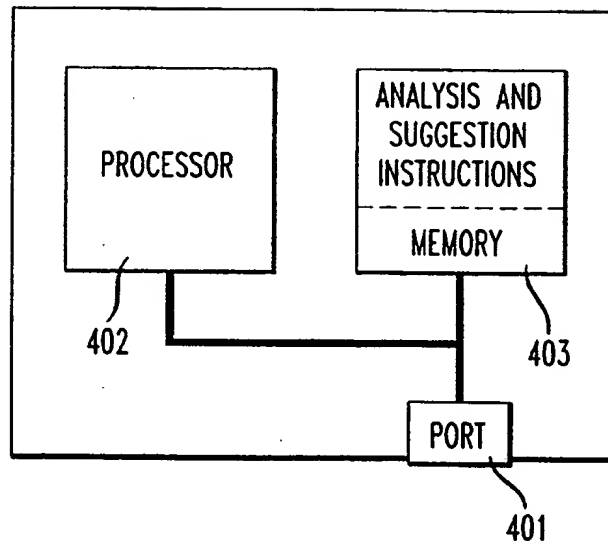 PROCESSOR
402
ANALYSIS AND
SUGGESTION
INSTRUCTIONS
MEMORY
403
PORT
401